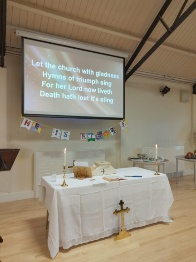 Let the church with gladness
Hymns of triumph sing
For her Lord now liveth
Death hath lost it's sting